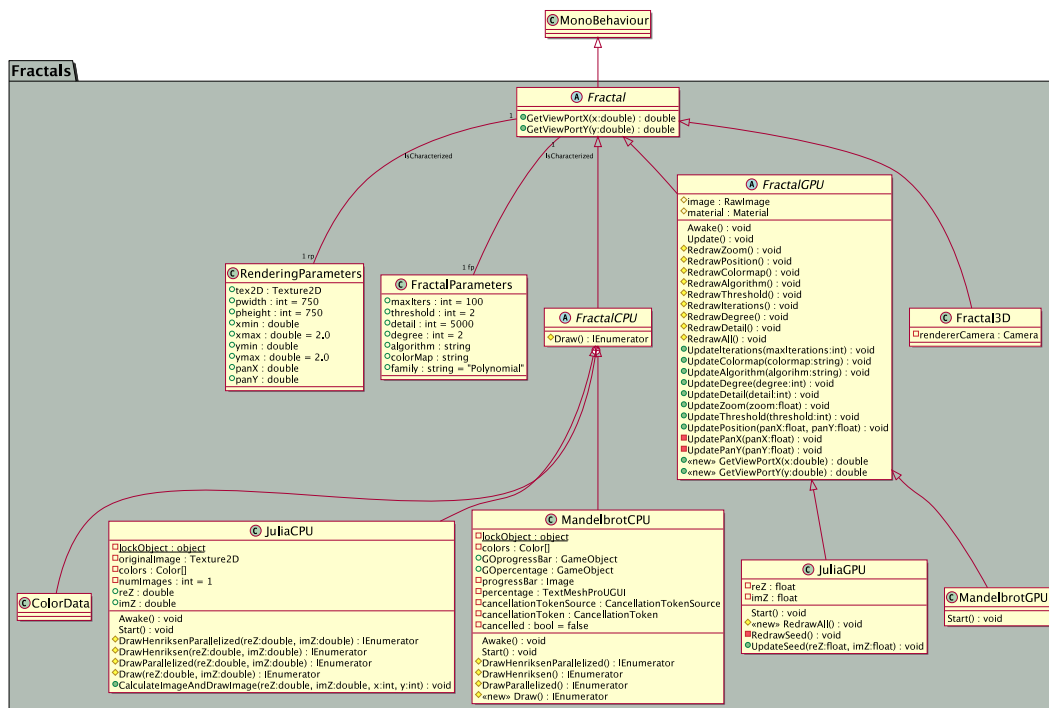 MonoBehaviour
Fractals
Fractal
GetViewPortX(x:double) : double
GetViewPortY(y:double) : double
1
1
IsCharacterized
IsCharacterized
1 rp
1 fp
RenderingParameters
tex2D : Texture2D
pwidth : int = 750
pheight : int = 750
xmin : double
xmax : double = 2.0
ymin : double
ymax : double = 2.0
panX : double
panY : double
FractalParameters
maxIters : int = 100
threshold : int = 2
detail : int = 5000
degree : int = 2
algorithm : string
colorMap : string
family : string = "Polynomial"
FractalCPU
Draw() : IEnumerator
FractalGPU
image : RawImage
material : Material
Awake() : void
Update() : void
RedrawZoom() : void
RedrawPosition() : void
RedrawColormap() : void
RedrawAlgorithm() : void
RedrawThreshold() : void
RedrawIterations() : void
RedrawDegree() : void
RedrawDetail() : void
RedrawAll() : void
UpdateIterations(maxIterations:int) : void
UpdateColormap(colormap:string) : void
UpdateAlgorithm(algorihm:string) : void
UpdateDegree(degree:int) : void
UpdateDetail(detail:int) : void
UpdateZoom(zoom:float) : void
UpdateThreshold(threshold:int) : void
UpdatePosition(panX:float, panY:float) : void
UpdatePanX(panX:float) : void
UpdatePanY(panY:float) : void
«new» GetViewPortX(x:double) : double
«new» GetViewPortY(y:double) : double
Fractal3D
rendererCamera : Camera
ColorData
JuliaCPU
lockObject : object
originalImage : Texture2D
colors : Color[]
numImages : int = 1
reZ : double
imZ : double
Awake() : void
Start() : void
DrawHenriksenParallelized(reZ:double, imZ:double) : IEnumerator
DrawHenriksen(reZ:double, imZ:double) : IEnumerator
DrawParallelized(reZ:double, imZ:double) : IEnumerator
Draw(reZ:double, imZ:double) : IEnumerator
CalculateImageAndDrawImage(reZ:double, imZ:double, x:int, y:int) : void
MandelbrotCPU
lockObject : object
colors : Color[]
GOprogressBar : GameObject
GOpercentage : GameObject
progressBar : Image
percentage : TextMeshProUGUI
cancellationTokenSource : CancellationTokenSource
cancellationToken : CancellationToken
cancelled : bool = false
Awake() : void
Start() : void
DrawHenriksenParallelized() : IEnumerator
DrawHenriksen() : IEnumerator
DrawParallelized() : IEnumerator
«new» Draw() : IEnumerator
JuliaGPU
reZ : float
imZ : float
Start() : void
«new» RedrawAll() : void
RedrawSeed() : void
UpdateSeed(reZ:float, imZ:float) : void
MandelbrotGPU
Start() : void